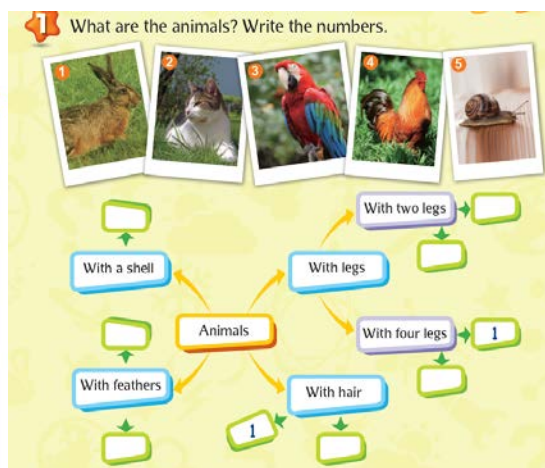 1 What are the animals? Write the numbers.
1
2
3
4
5
With two legs
With a shell
With legs
Animals
With four legs
1
With feathers
With hair
1